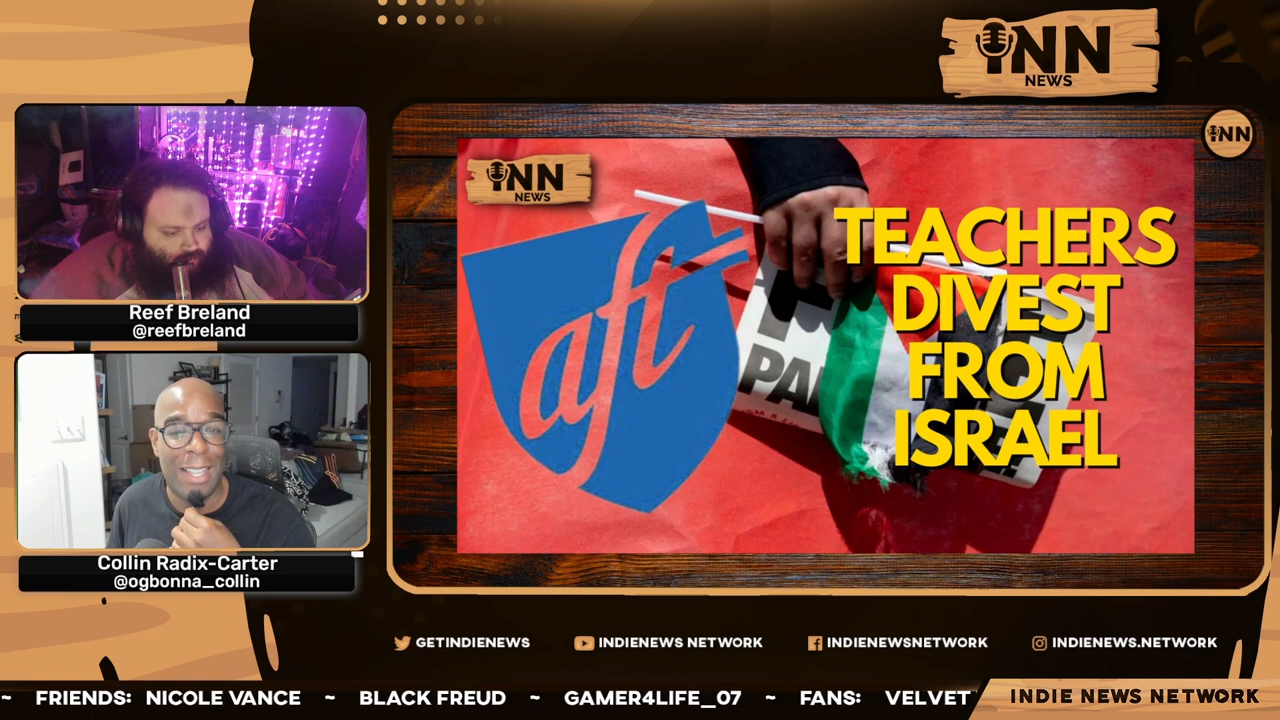 INN
NEWS
Reef Breland
@reefbreland
Collin Radix-Carter
@ogbonna_collin
INN
INN
NEWS
aft
PAL
TEACHERS
DIVEST
FROM
ISRAEL
GETINDIENEWS
INDIENEWS NETWORK
INDIENEWSNETWORK
INDIENEWS.NETWORK
~ FRIENDS: NICOLE VANCE ~ BLACK FREUD ~ GAMER4LIFE_07 ~ FANS: VELVET
INDIE NEWS NETWORK